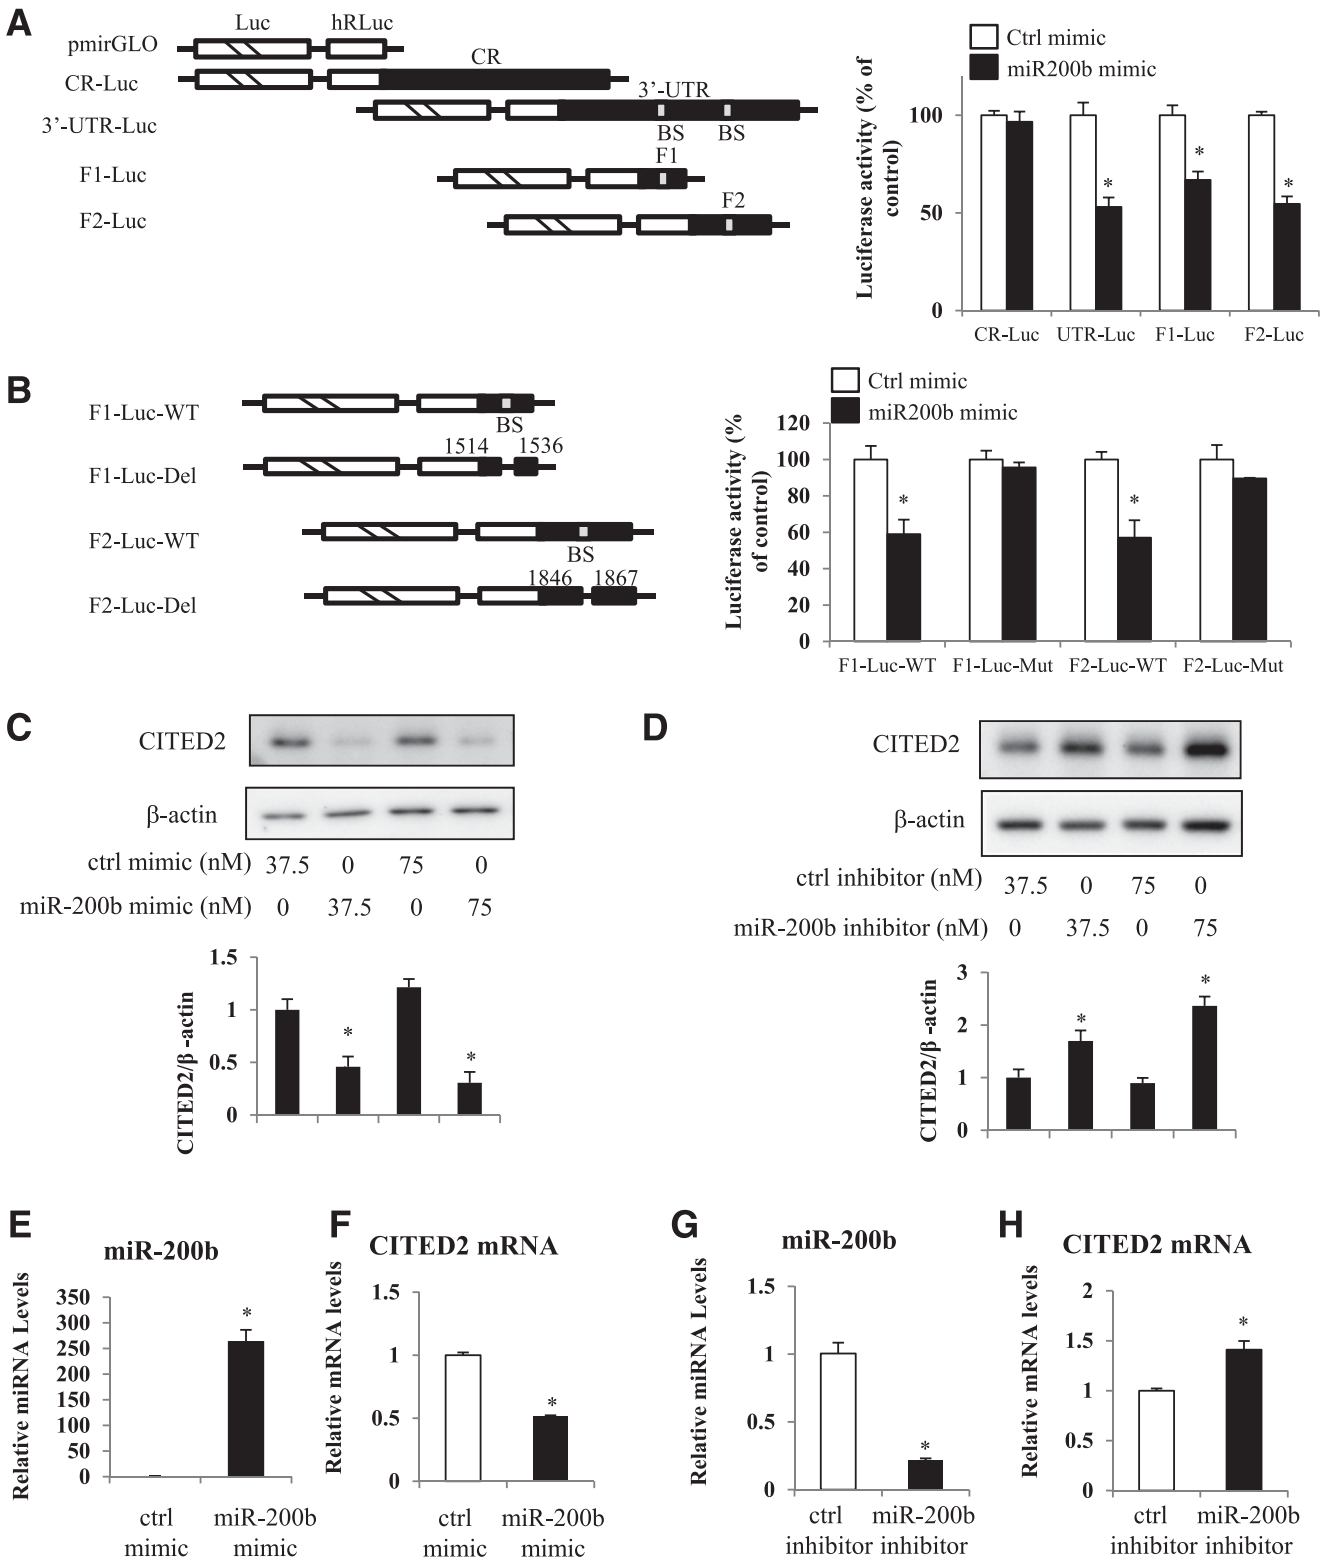 A
Luc hRLuc
pmirGLO
CR
CR-Luc
3'-UTR
3'-UTR-Luc
BS BS
F1
F1-Luc
F2
F2-Luc
Ctrl mimic
miR200b mimic
Luciferase activity (% of control)
100
50
0
CR-Luc UTR-Luc F1-Luc F2-Luc
* * *
B
F1-Luc-WT
BS
1514 1536
F1-Luc-Del
F2-Luc-WT
BS
1846 1867
F2-Luc-Del
Ctrl mimic
miR200b mimic
Luciferase activity (% of control)
120
100
80
60
40
20
0
* *
F1-Luc-WT F1-Luc-Mut F2-Luc-WT F2-Luc-Mut
C
CITED2
β-actin
ctrl mimic (nM) 37.5 0 75 0
miR-200b mimic (nM) 0 37.5 0 75
CITED2/β -actin
1.5
1
0.5
0
* *
D
CITED2
β-actin
ctrl inhibitor (nM) 37.5 0 75 0
miR-200b inhibitor (nM) 0 37.5 0 75
CITED2/β -actin
3
2
1
0
* *
E
miR-200b
Relative miRNA Levels
350
300
250
200
150
100
50
0
*
ctrl mimic
miR-200b mimic
F
CITED2 mRNA
Relative mRNA levels
1.5
1
0.5
0
*
ctrl mimic
miR-200b mimic
G
miR-200b
Relative miRNA Levels
1.5
1
0.5
0
*
ctrl inhibitor
miR-200b inhibitor
H
CITED2 mRNA
Relative mRNA levels
2
1.5
1
0.5
0
*
ctrl inhibitor
miR-200b inhibitor